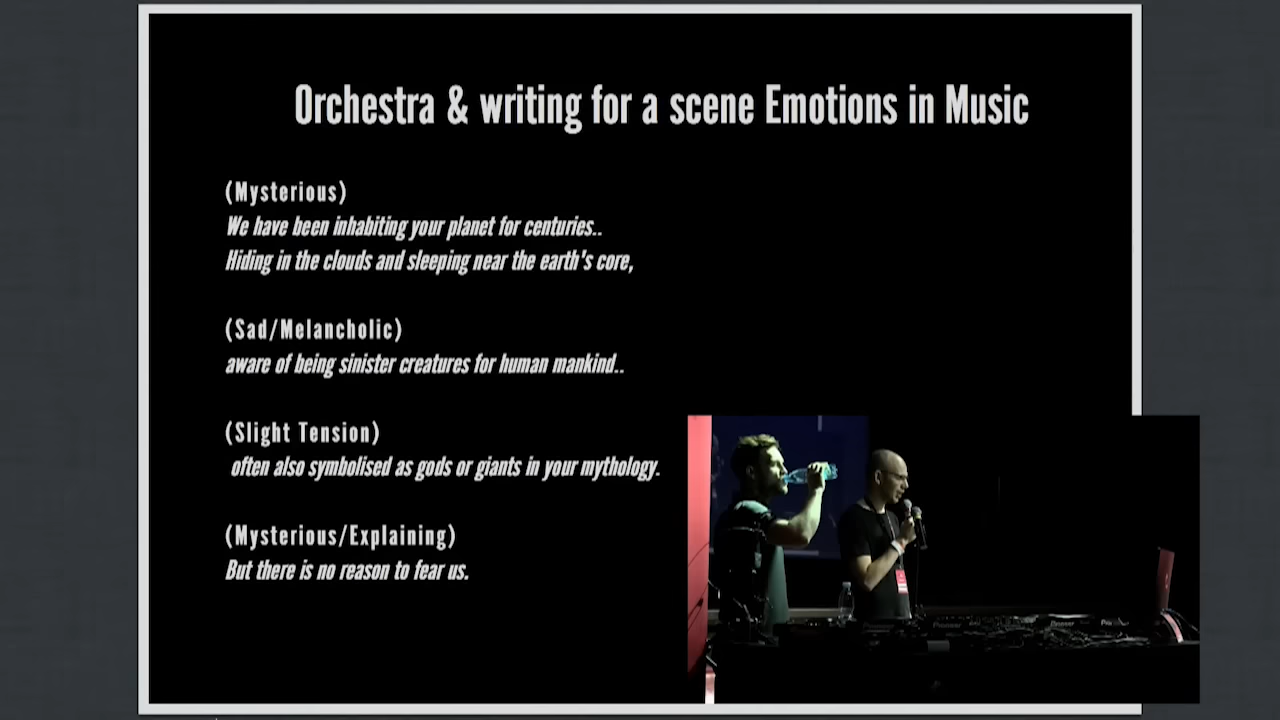 Orchestra & writing for a scene Emotions in Music
(Mysterious)
We have been inhabiting your planet for centuries..
Hiding in the clouds and sleeping near the earth's core,
(Sad/Melancholic)
aware of being sinister creatures for human mankind..
(Slight Tension)
often also symbolised as gods or giants in your mythology.
(Mysterious/Explaining)
But there is no reason to fear us.